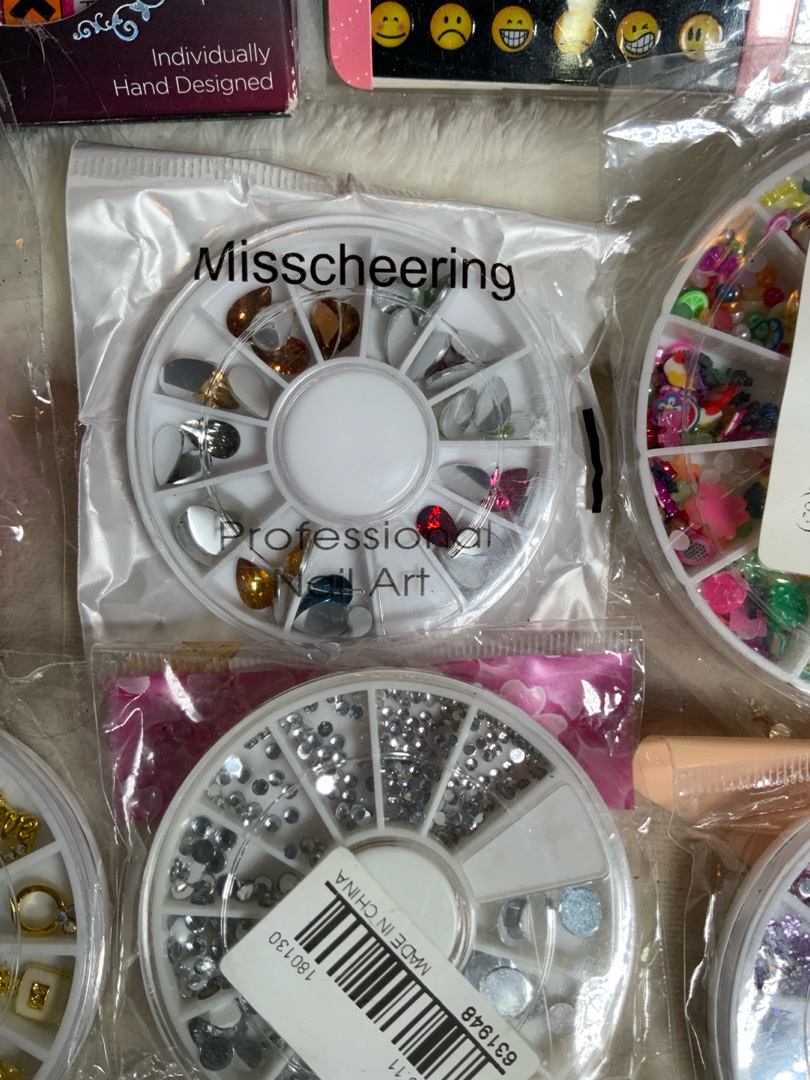 Individually
Hand Designed
Misscheering
Professional
Nail Art
MADE IN CHINA
180130
631948